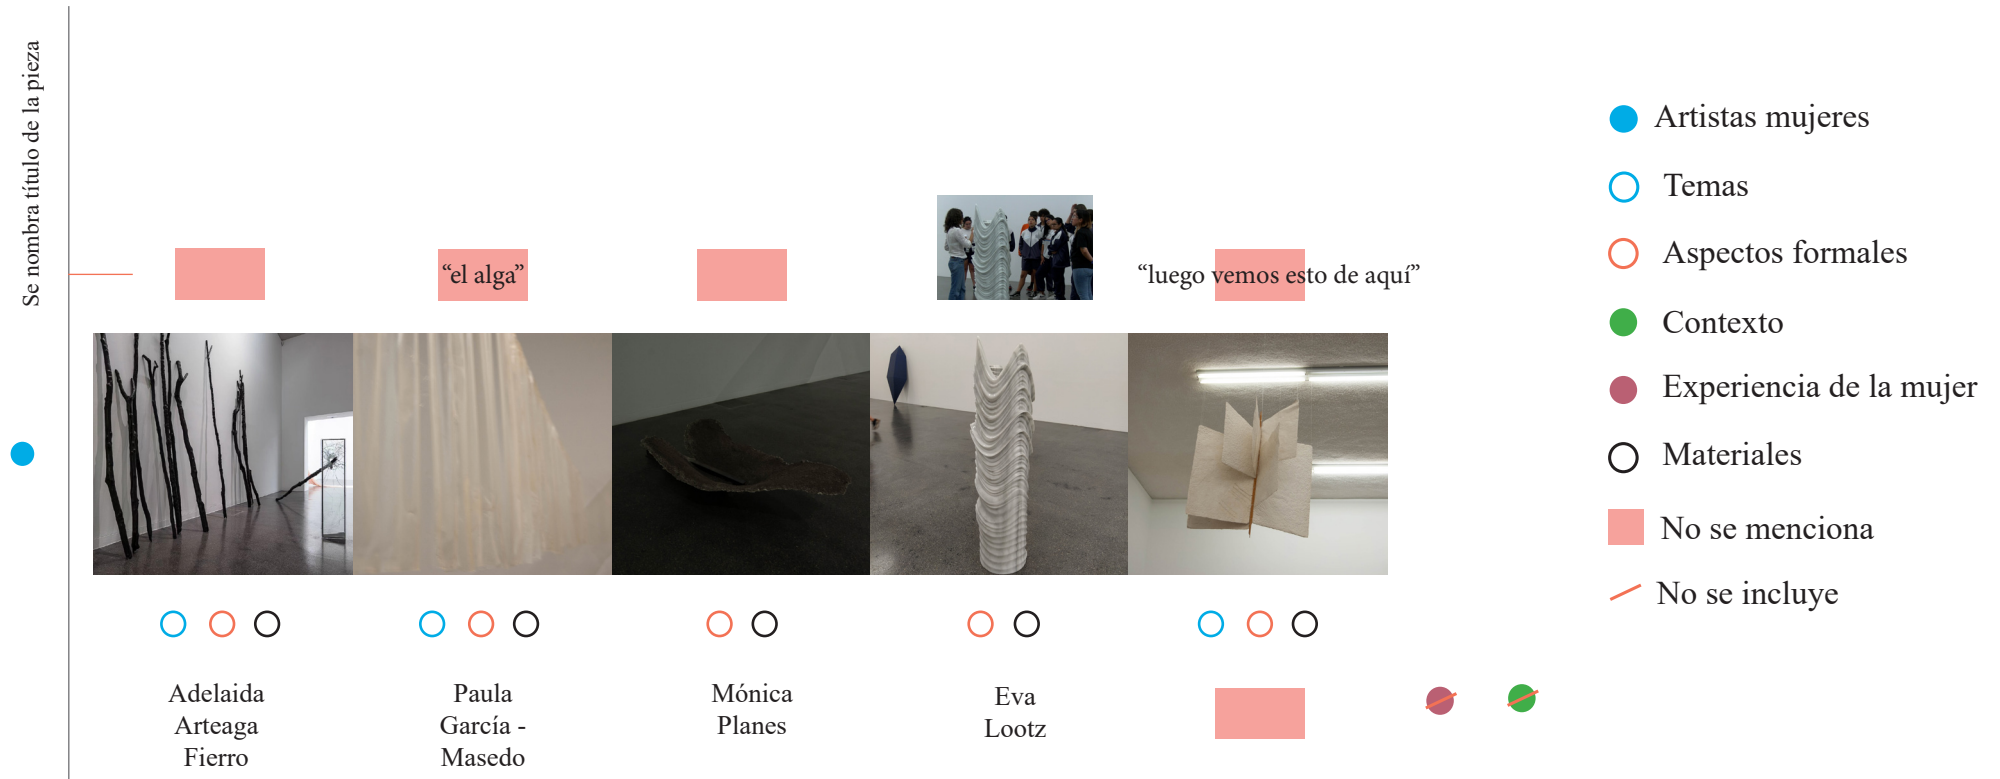 Se nombra título de la pieza
“el alga”
“luego vemos esto de aquí”
Adelaida
Arteaga
Fierro
Paula
García -
Masedo
Mónica
Planes
Eva
Lootz
Artistas mujeres
Temas
Aspectos formales
Contexto
Experiencia de la mujer
Materiales
No se menciona
No se incluye